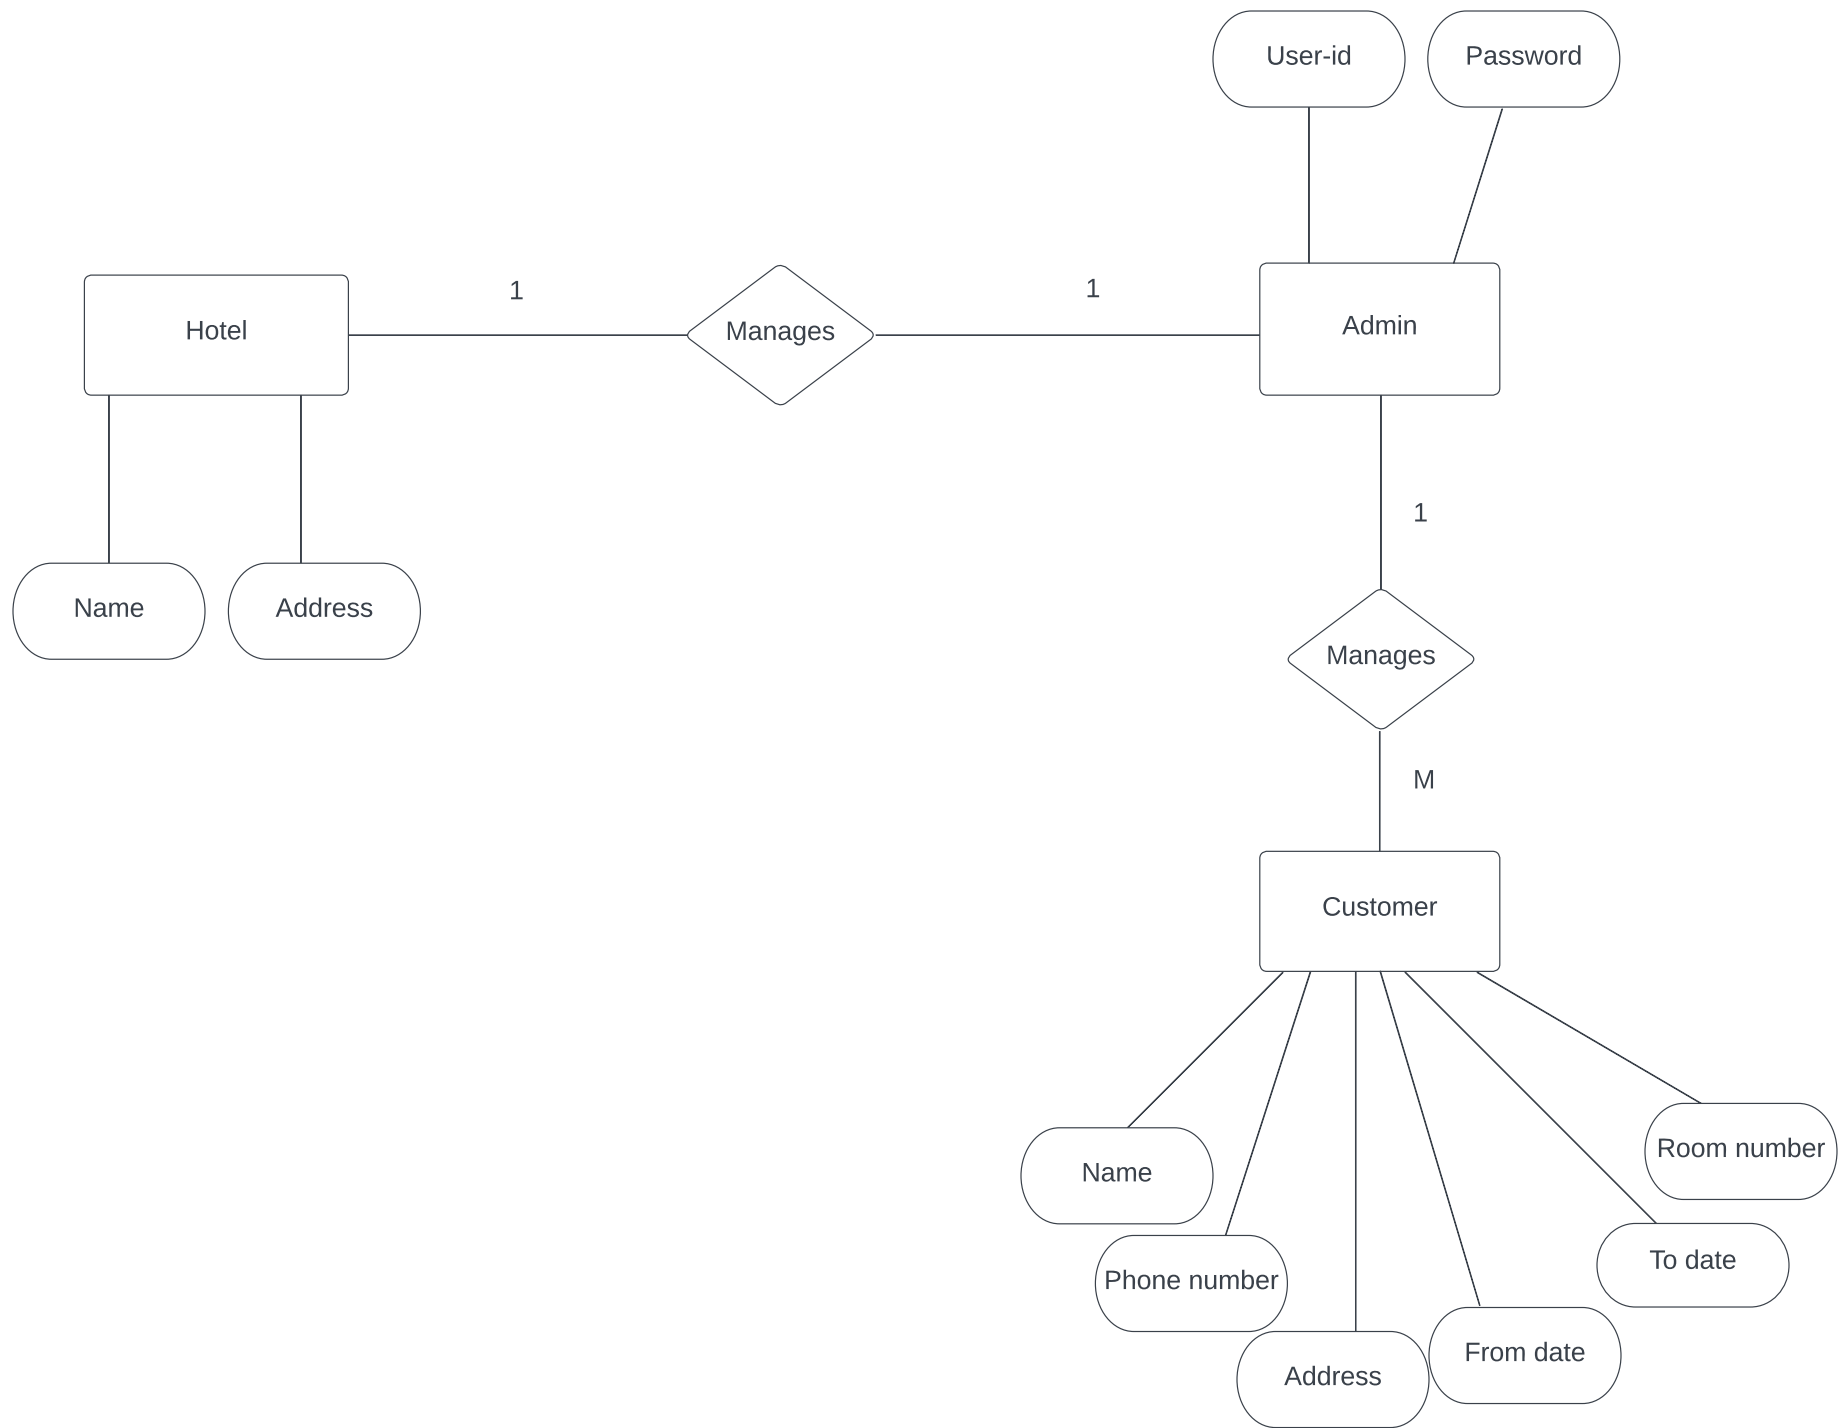 User-id
Password
Hotel
1
Manages
1
Admin
1
Name
Address
Manages
M
Customer
Name
Phone number
Address
From date
To date
Room number